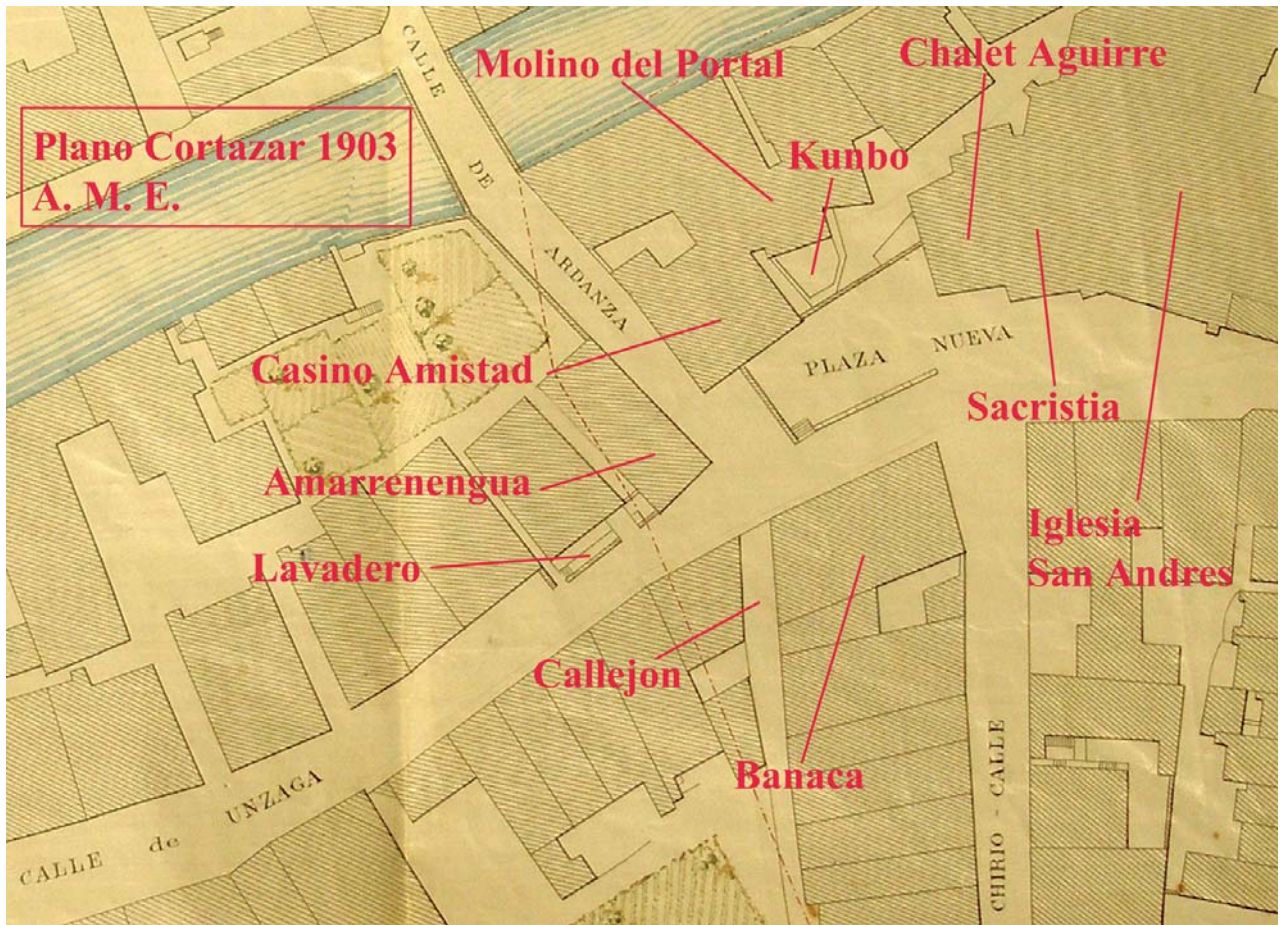 Plano Cortazar 1903
A. M. E.
Molino del Portal
Chalet Aguirre
Kunbo
CALLE DE ARDANZA
PLAZA NUEVA
Casino Amistad
Sacristia
Amarrenengua
Iglesia
San Andres
Lavadero
Callejon
Banaca
CALLE de UNZAGA
CHIRIO - CALLE